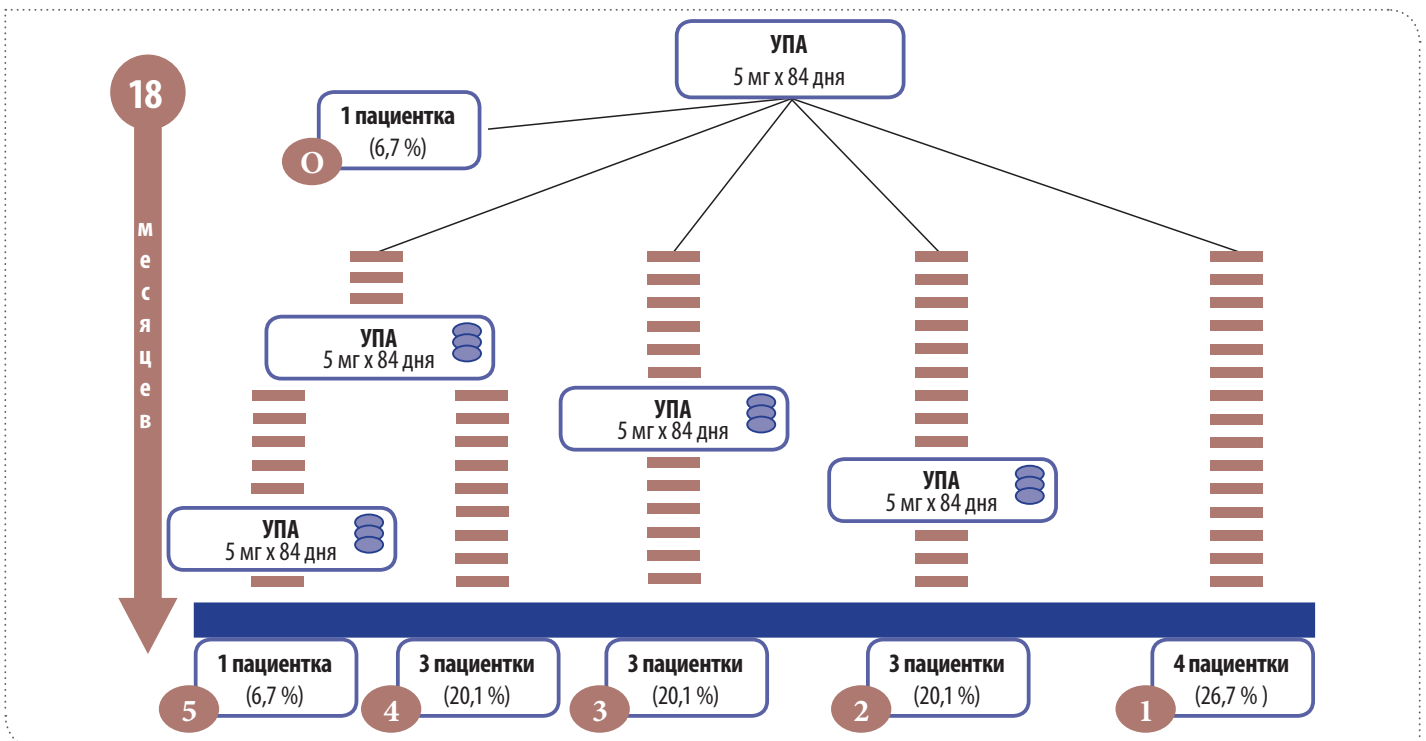 УПА
5 мг х 84 дня
18
месяцев
1 пациентка
(6,7 %)
О
УПА
5 мг х 84 дня
УПА
5 мг х 84 дня
УПА
5 мг х 84 дня
УПА
5 мг х 84 дня
1 пациентка
(6,7 %)
5
3 пациентки
(20,1 %)
4
3 пациентки
(20,1 %)
3
3 пациентки
(20,1 %)
2
4 пациентки
(26,7 % )
1